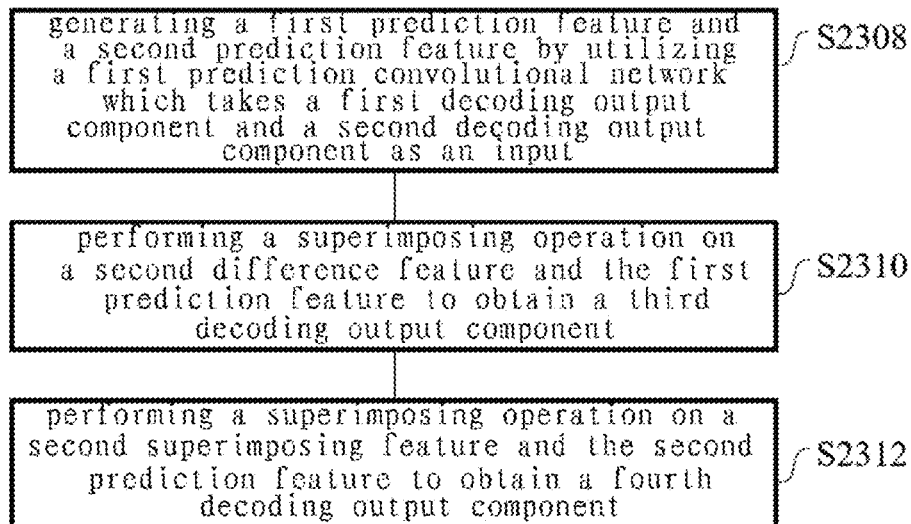 generating a first prediction feature and
a second prediction feature by utilizing
a first prediction convolutional network
which takes a first decoding output
component and a second decoding output
component as an input
S2308
performing a superimposing operation on
a second difference feature and the first
prediction feature to obtain a third
decoding output component
S2310
performing a superimposing operation on a
second superimposing feature and the second
prediction feature to obtain a fourth
decoding output component
S2312